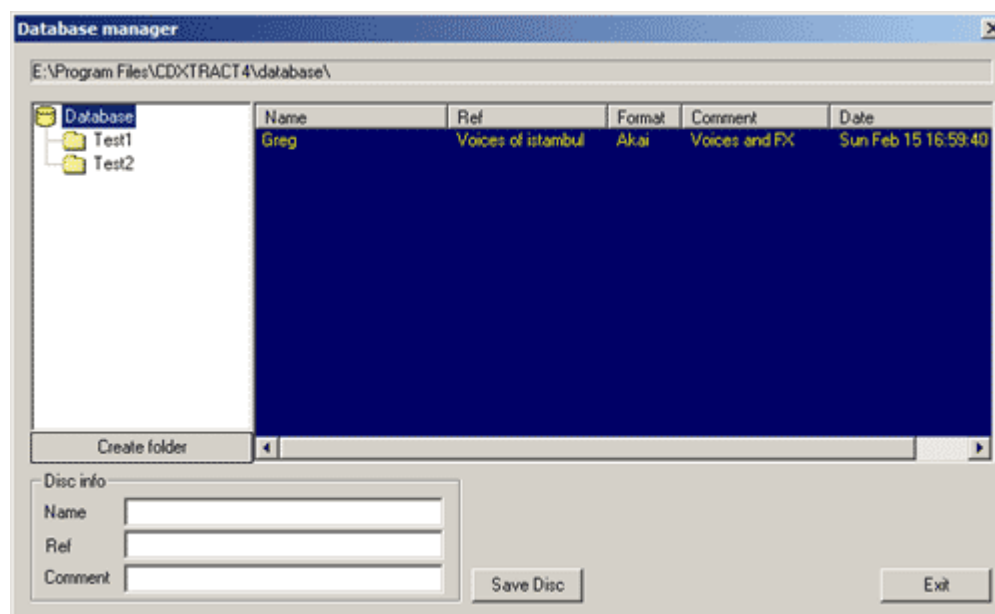 Database manager
E:\Program Files\CDXTRACT4\database\
Database
Test1
Test2
Name Ref Format Comment Date
Greg Voices of istambul Akai Voices and FX Sun Feb 15 16:59:40
Create folder
Disc info
Name
Ref
Comment
Save Disc
Exit